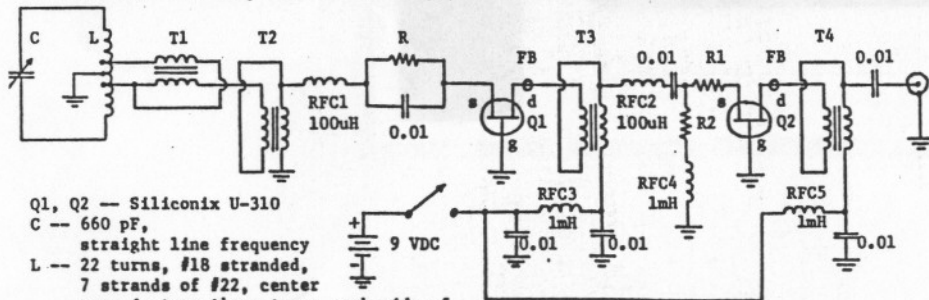 C
L
T1
T2
R
0.01
RFC1
100uH
FB
s
d
g
Q1
T3
0.01
R1
RFC2
100uH
R2
RFC4
1mH
FB
s
d
g
Q2
T4
0.01
RFC3
1mH
0.01
0.01
RFC5
1mH
0.01
+
-
9 VDC
Q1, Q2 -- Siliconix U-310
C -- 660 pF,
straight line frequency
L -- 22 turns, #18 stranded,
7 strands of #22, center